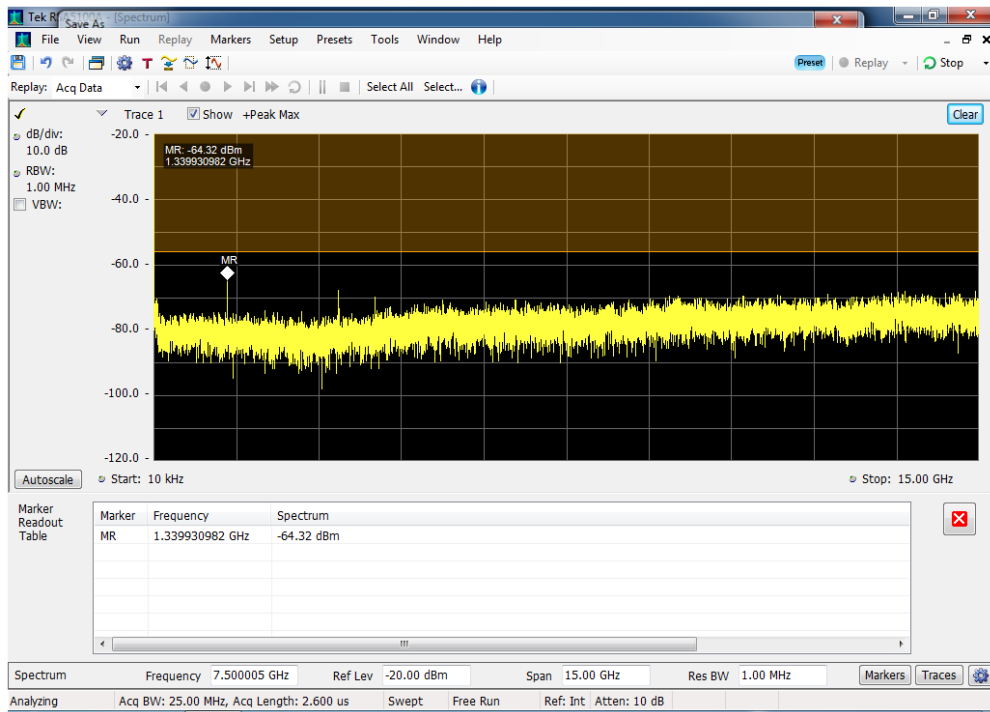 Tek RSA5100A - [Spectrum]
Save As
File View Run Replay Markers Setup Presets Tools Window Help
Preset Replay Stop
Replay: Acq Data Select All Select...
Trace 1 Show +Peak Max Clear
dB/div:
10.0 dB
RBW:
1.00 MHz
VBW:
-20.0
-40.0
-60.0
-80.0
-100.0
-120.0
MR: -64.32 dBm
1.339930982 GHz
MR
Autoscale Start: 10 kHz Stop: 15.00 GHz
Marker
Readout
Table
Marker Frequency Spectrum
MR 1.339930982 GHz -64.32 dBm
Spectrum Frequency 7.500005 GHz Ref Lev -20.00 dBm Span 15.00 GHz Res BW 1.00 MHz Markers Traces
Analyzing Acq BW: 25.00 MHz, Acq Length: 2.600 us Swept Free Run Ref: Int Atten: 10 dB